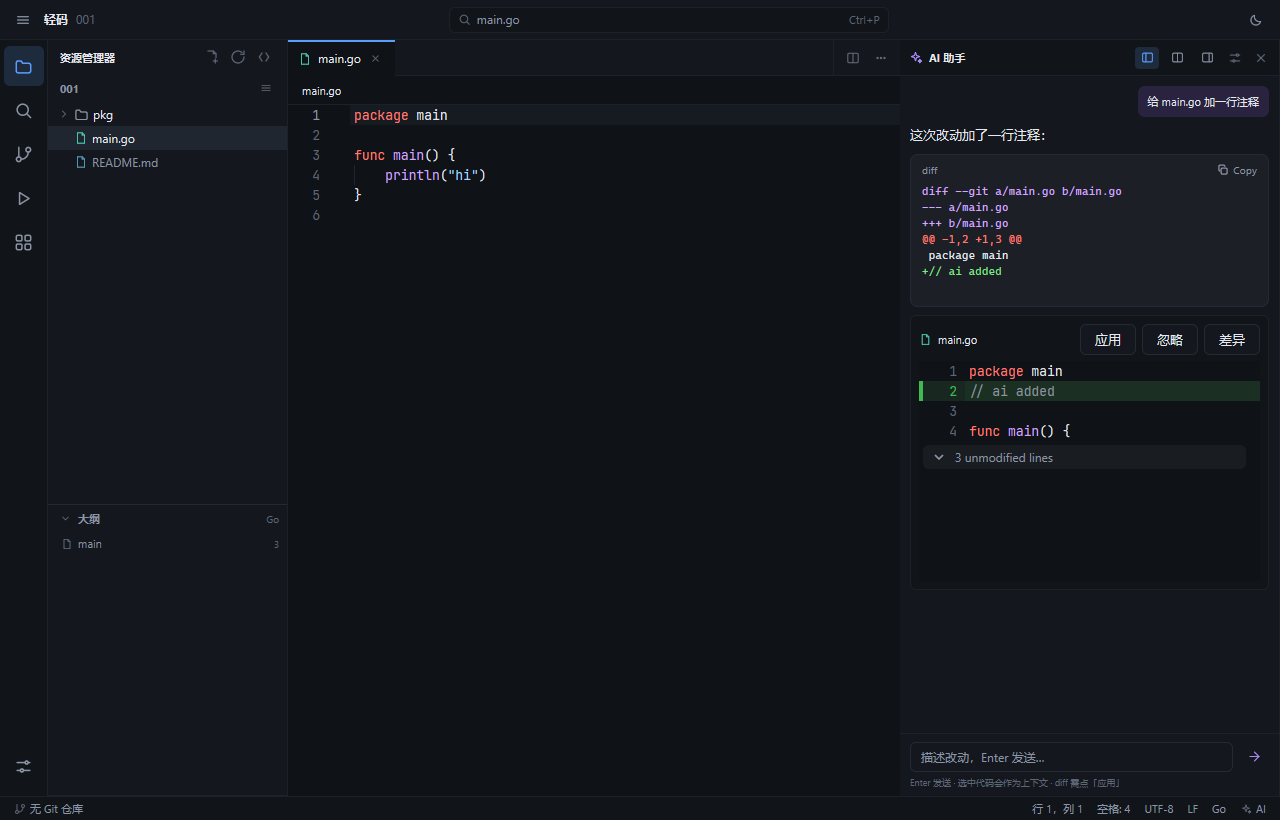 轻码 001
main.go Ctrl+P
资源管理器
001
pkg
main.go
README.md
大纲 Go
main 3
main.go
main.go
1 package main
2
3 func main() {
4 println("hi")
5 }
6
AI 助手
给 main.go 加一行注释
这次改动加了一行注释：
diff Copy
diff --git a/main.go b/main.go
--- a/main.go
+++ b/main.go
@@ -1,2 +1,3 @@
package main
+// ai added
main.go 应用 忽略 差异
1 package main
2 // ai added
3
4 func main() {
3 unmodified lines
描述改动，Enter 发送...
Enter 发送 · 选中代码会作为上下文 · diff 需点「应用」
无 Git 仓库 行 1，列 1 空格: 4 UTF-8 LF Go AI